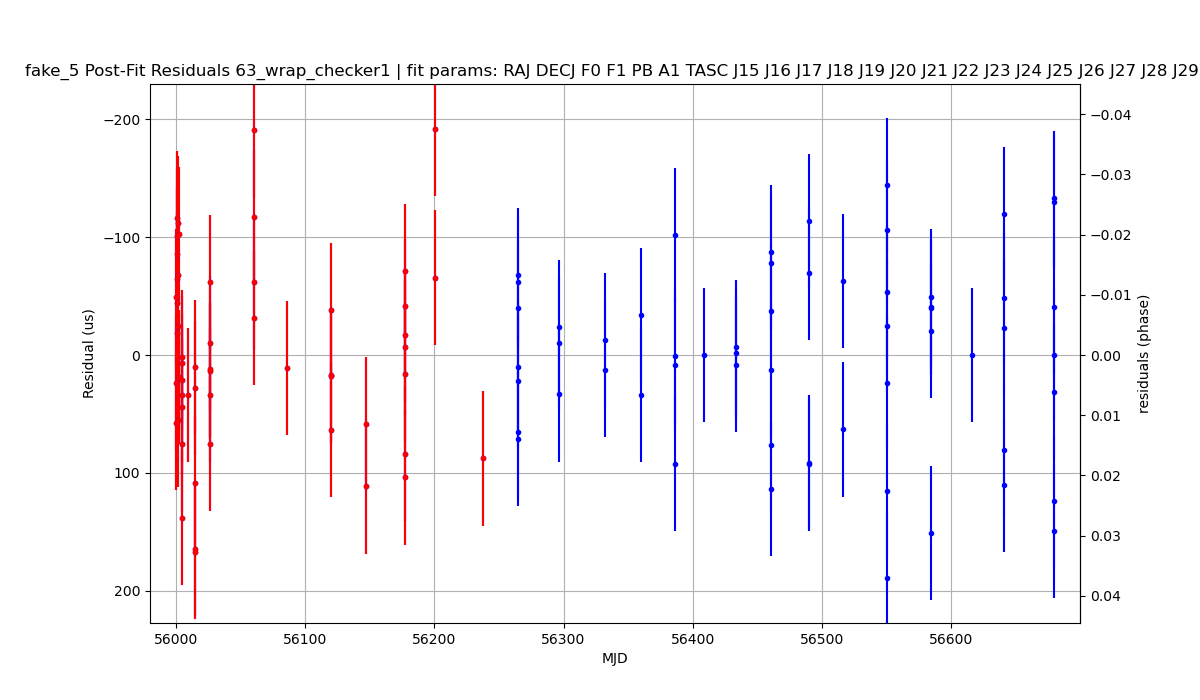 fake_5 Post-Fit Residuals 63_wrap_checker1 | fit params: RAJ DECJ F0 F1 PB A1 TASC J15 J16 J17 J18 J19 J20 J21 J22 J23 J24 J25 J26 J27 J28 J29
−200
−100
0
100
200
Residual (us)
−0.04
−0.03
−0.02
−0.01
0.00
0.01
0.02
0.03
0.04
residuals (phase)
56000 56100 56200 56300 56400 56500 56600
MJD